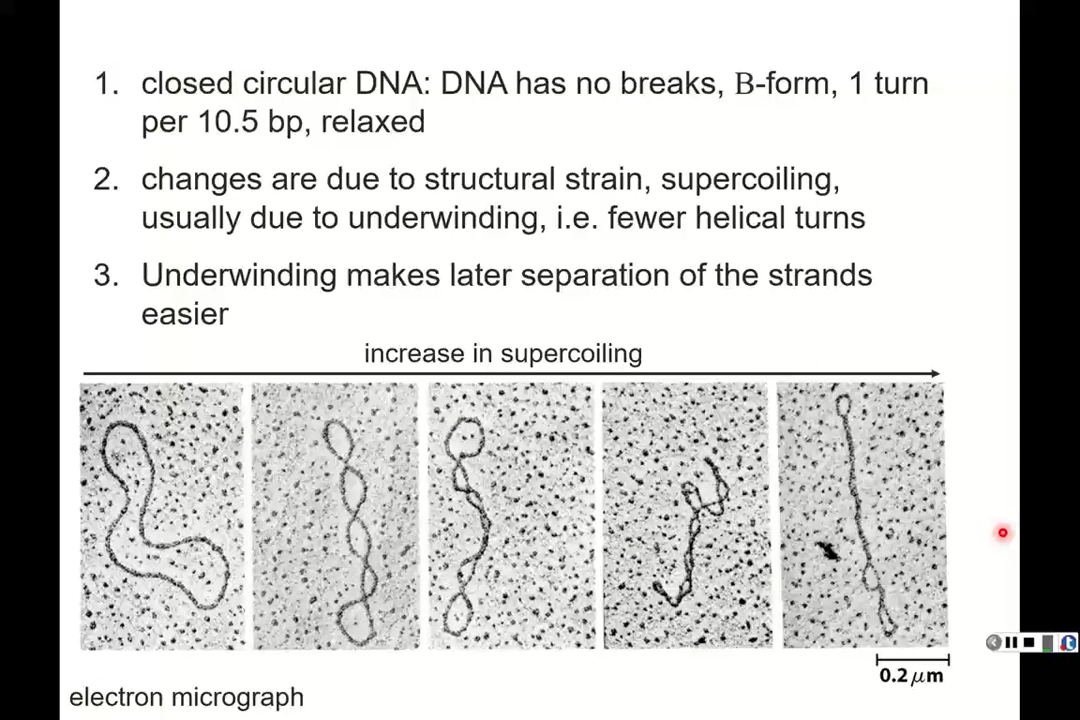 1. closed circular DNA: DNA has no breaks, B-form, 1 turn
per 10.5 bp, relaxed
2. changes are due to structural strain, supercoiling,
usually due to underwinding, i.e. fewer helical turns
3. Underwinding makes later separation of the strands
easier
increase in supercoiling
0.2 μm
electron micrograph